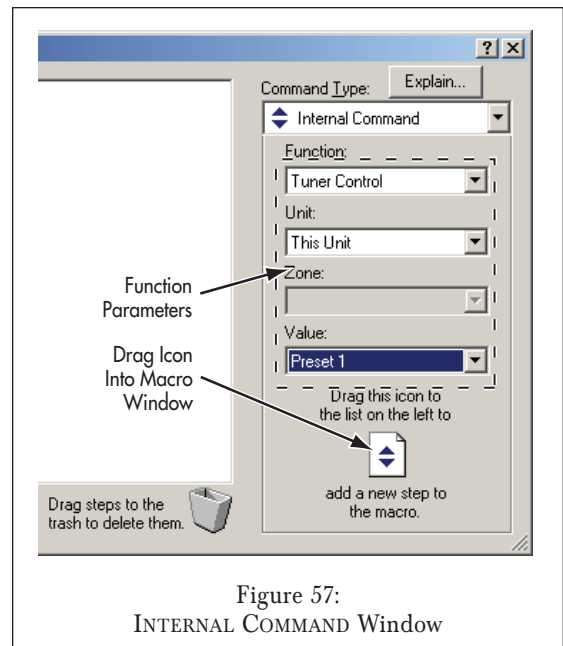 ? X
Command Type:
Explain...
Internal Command
Function:
Tuner Control
Unit:
This Unit
Function
Parameters
Zone:
Value:
Preset 1
Drag Icon
Into Macro
Window
Drag this icon to
the list on the left to
add a new step to
the macro.
Drag steps to the
trash to delete them.
Figure 57:
INTERNAL COMMAND Window